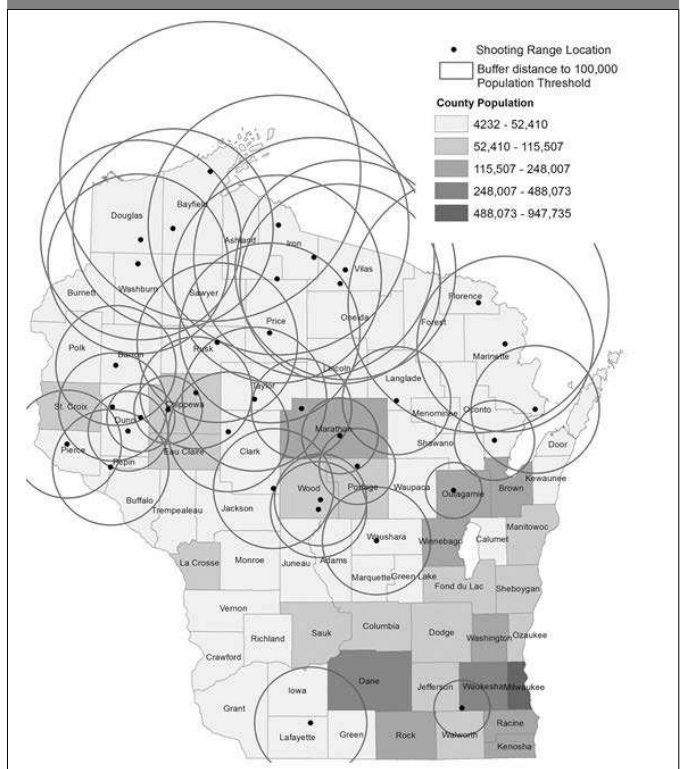 Shooting Range Location
Buffer distance to 100,000
Population Threshold
County Population
4232 - 52,410
52,410 - 115,507
115,507 - 248,007
248,007 - 488,073
488,073 - 947,735
Douglas
Bayfield
Ashland
Iron
Vilas
Burnett
Washburn
Sawyer
Oneida
Florence
Forest
Price
Polk
Barron
Rusk
Marinette
Lincoln
Langlade
Taylor
St. Croix
Dunn
Chippewa
Menominee
Oconto
Marathon
Door
Shawano
Pierce
Pepin
Eau Claire
Clark
Kewaunee
Buffalo
Wood
Portage
Waupaca
Outagamie
Brown
Trempealeau
Jackson
Manitowoc
Waushara
Winnebago
Calumet
La Crosse
Monroe
Juneau
Adams
Marquette
Green Lake
Fond du Lac
Sheboygan
Vernon
Richland
Sauk
Columbia
Dodge
Washington
Ozaukee
Crawford
Iowa
Dane
Jefferson
Waukesha
Milwaukee
Grant
Lafayette
Green
Rock
Walworth
Racine
Kenosha